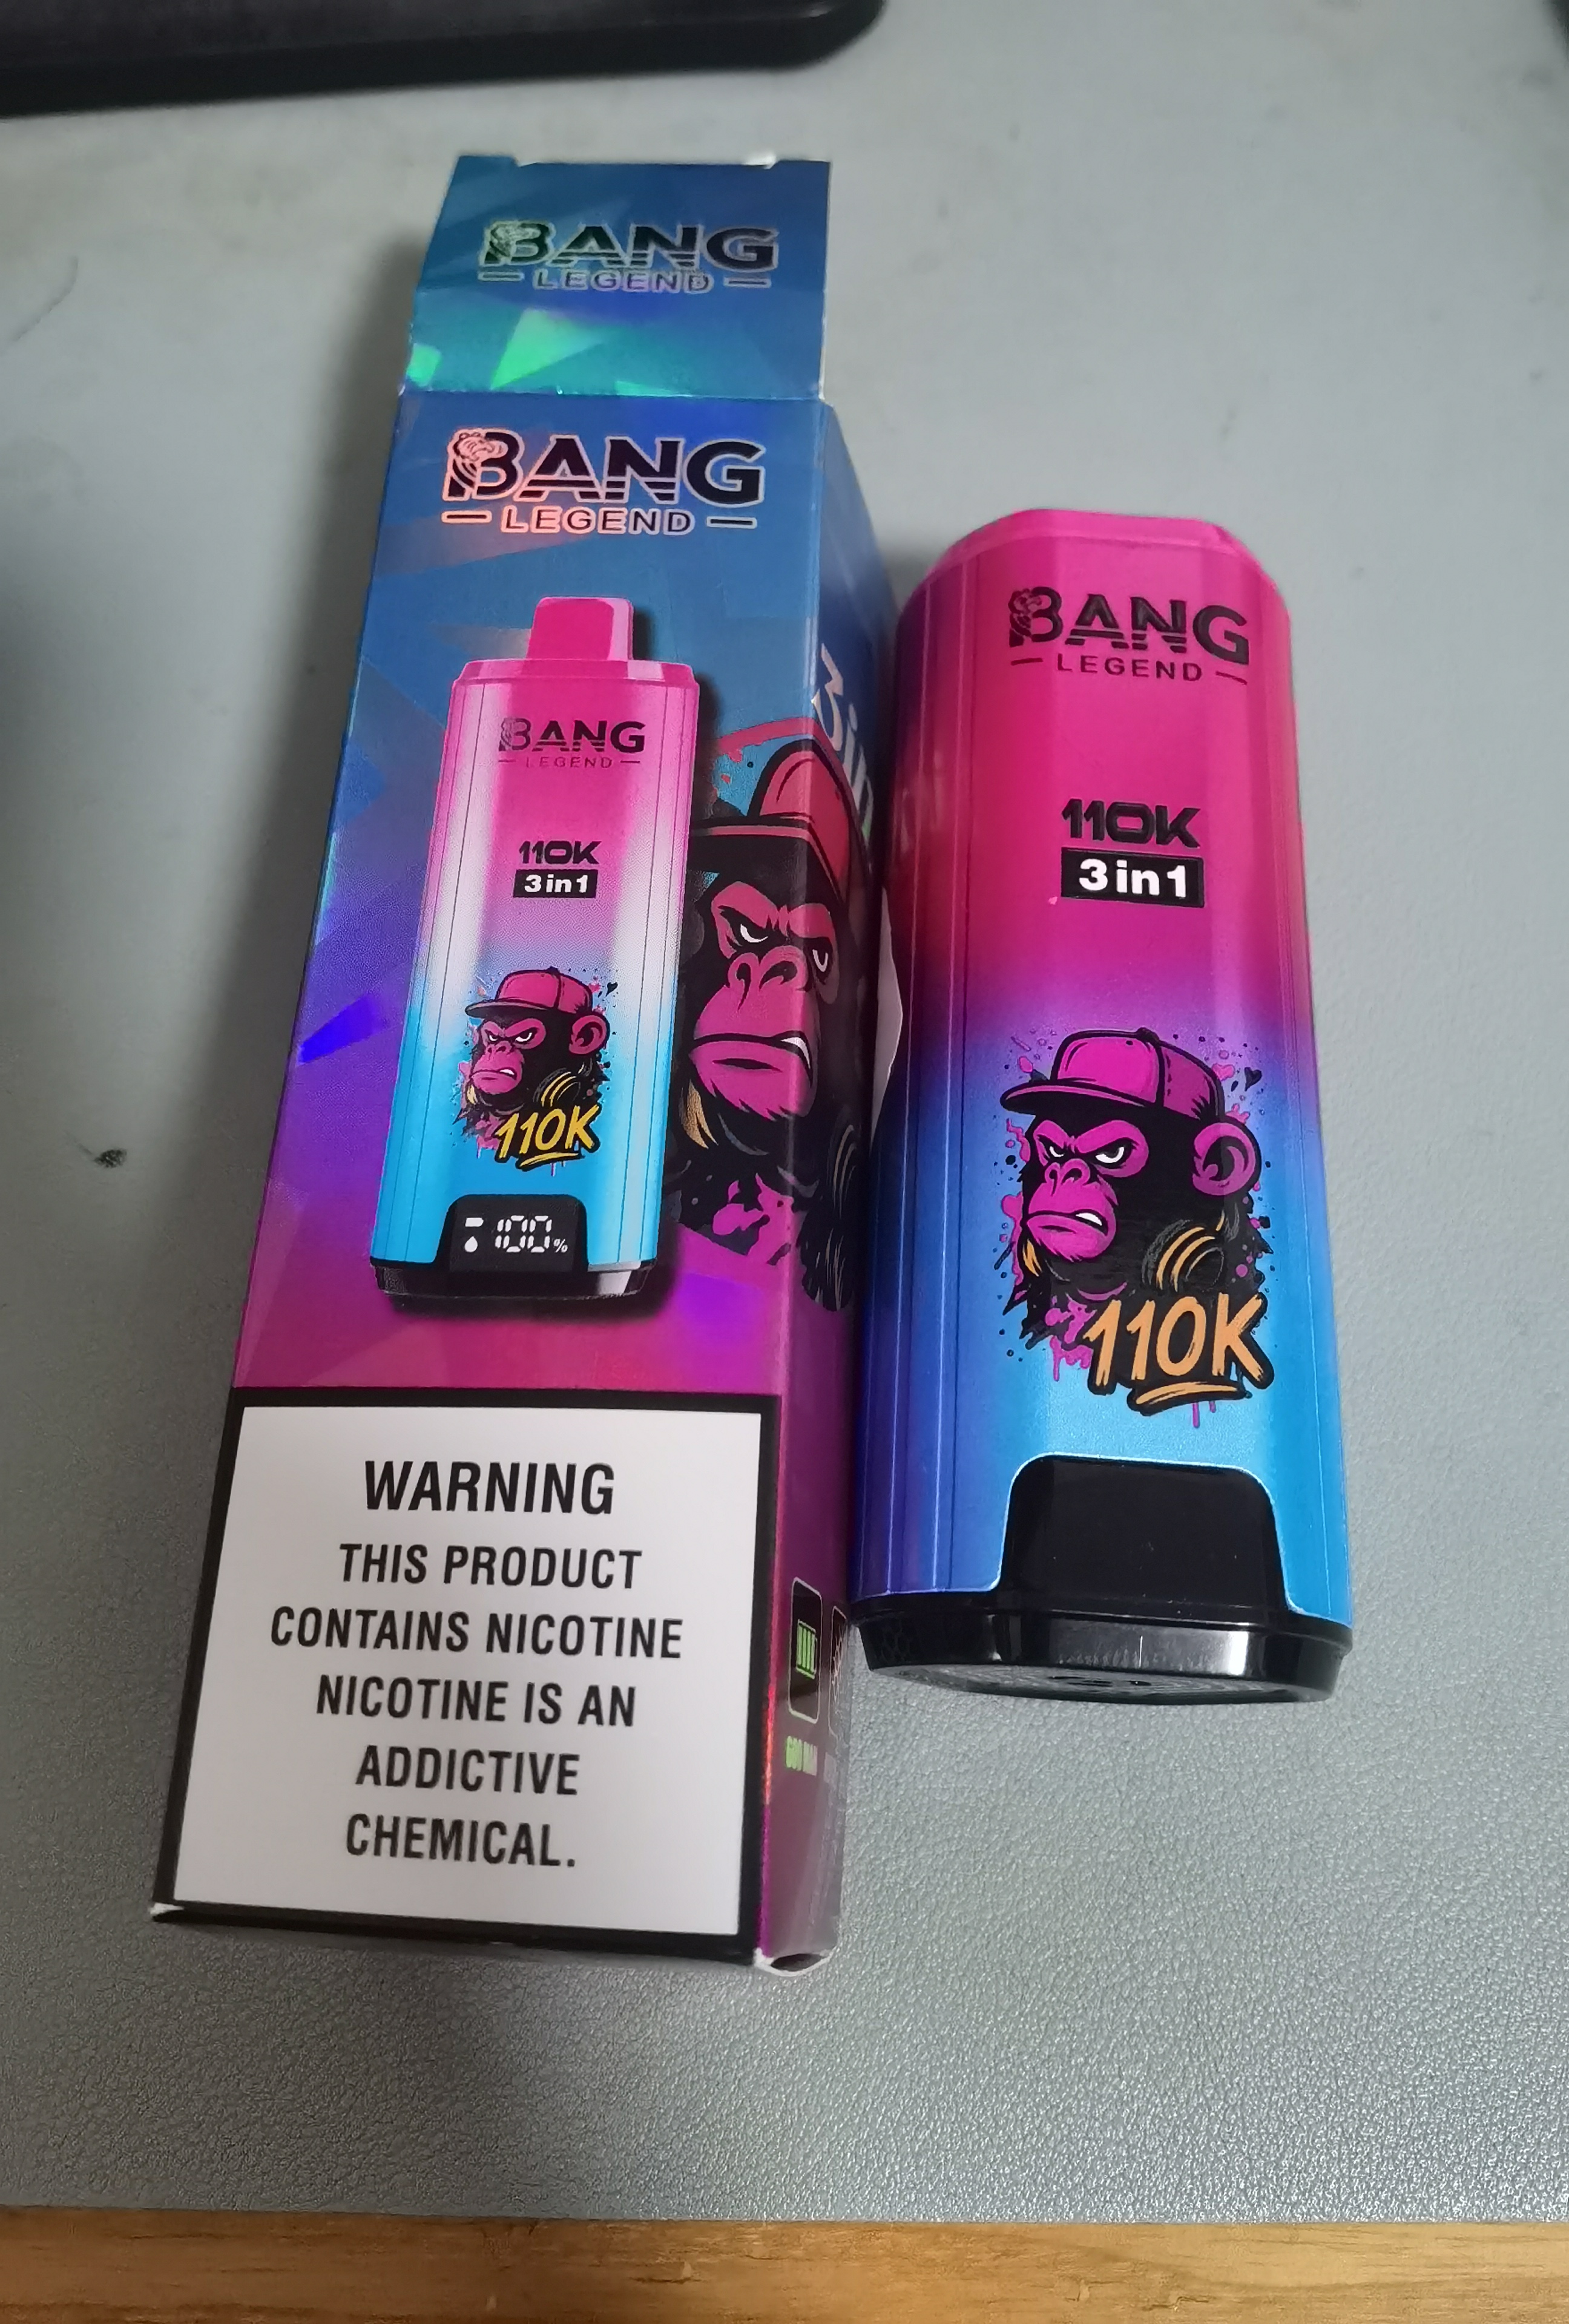 BANG
LEGEND
BANG
LEGEND
BANG
LEGEND
110K
3in1
110K
100%
WARNING
THIS PRODUCT
CONTAINS NICOTINE
NICOTINE IS AN
ADDICTIVE
CHEMICAL.
BANG
LEGEND
110K
3in1
110K